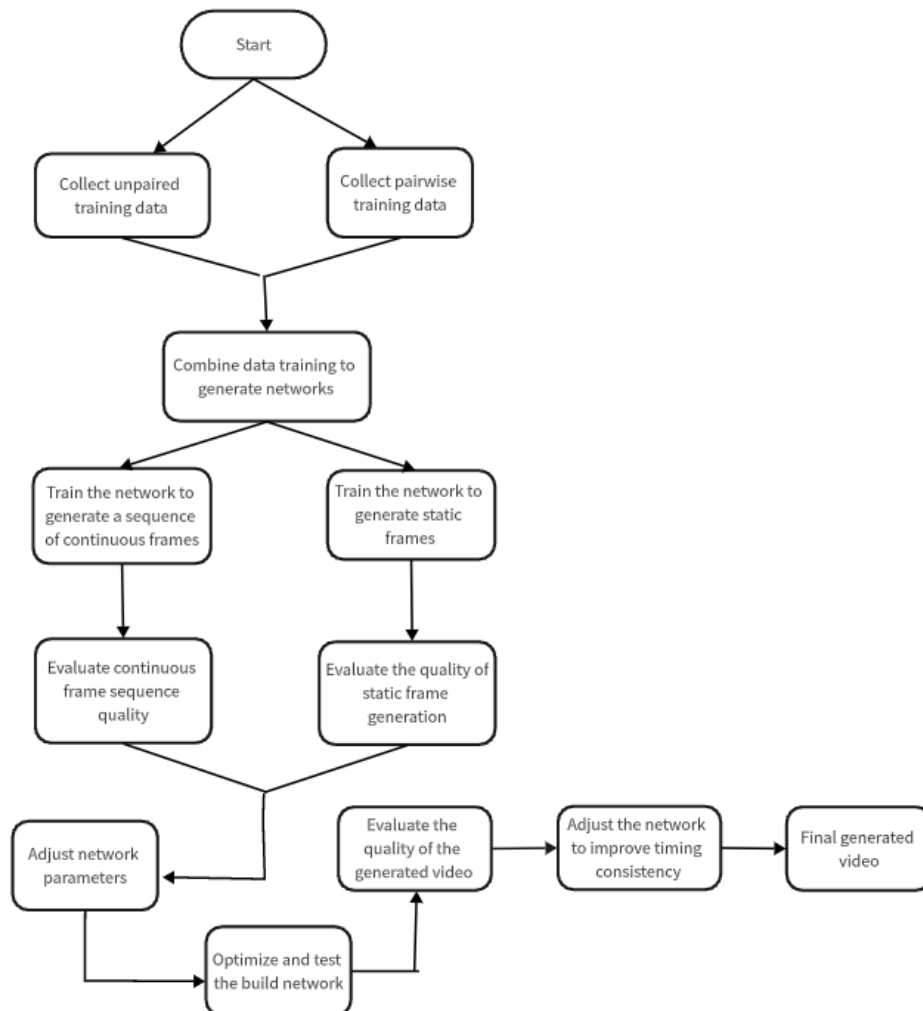 Start
Collect unpaired
training data
Collect pairwise
training data
Combine data training to
generate networks
Train the network to
generate a sequence
of continuous frames
Train the network to
generate static
frames
Evaluate continuous
frame sequence
quality
Evaluate the quality of
static frame
generation
Adjust network
parameters
Optimize and test
the build network
Evaluate the
quality of the
generated video
Adjust the network
to improve timing
consistency
Final generated
video